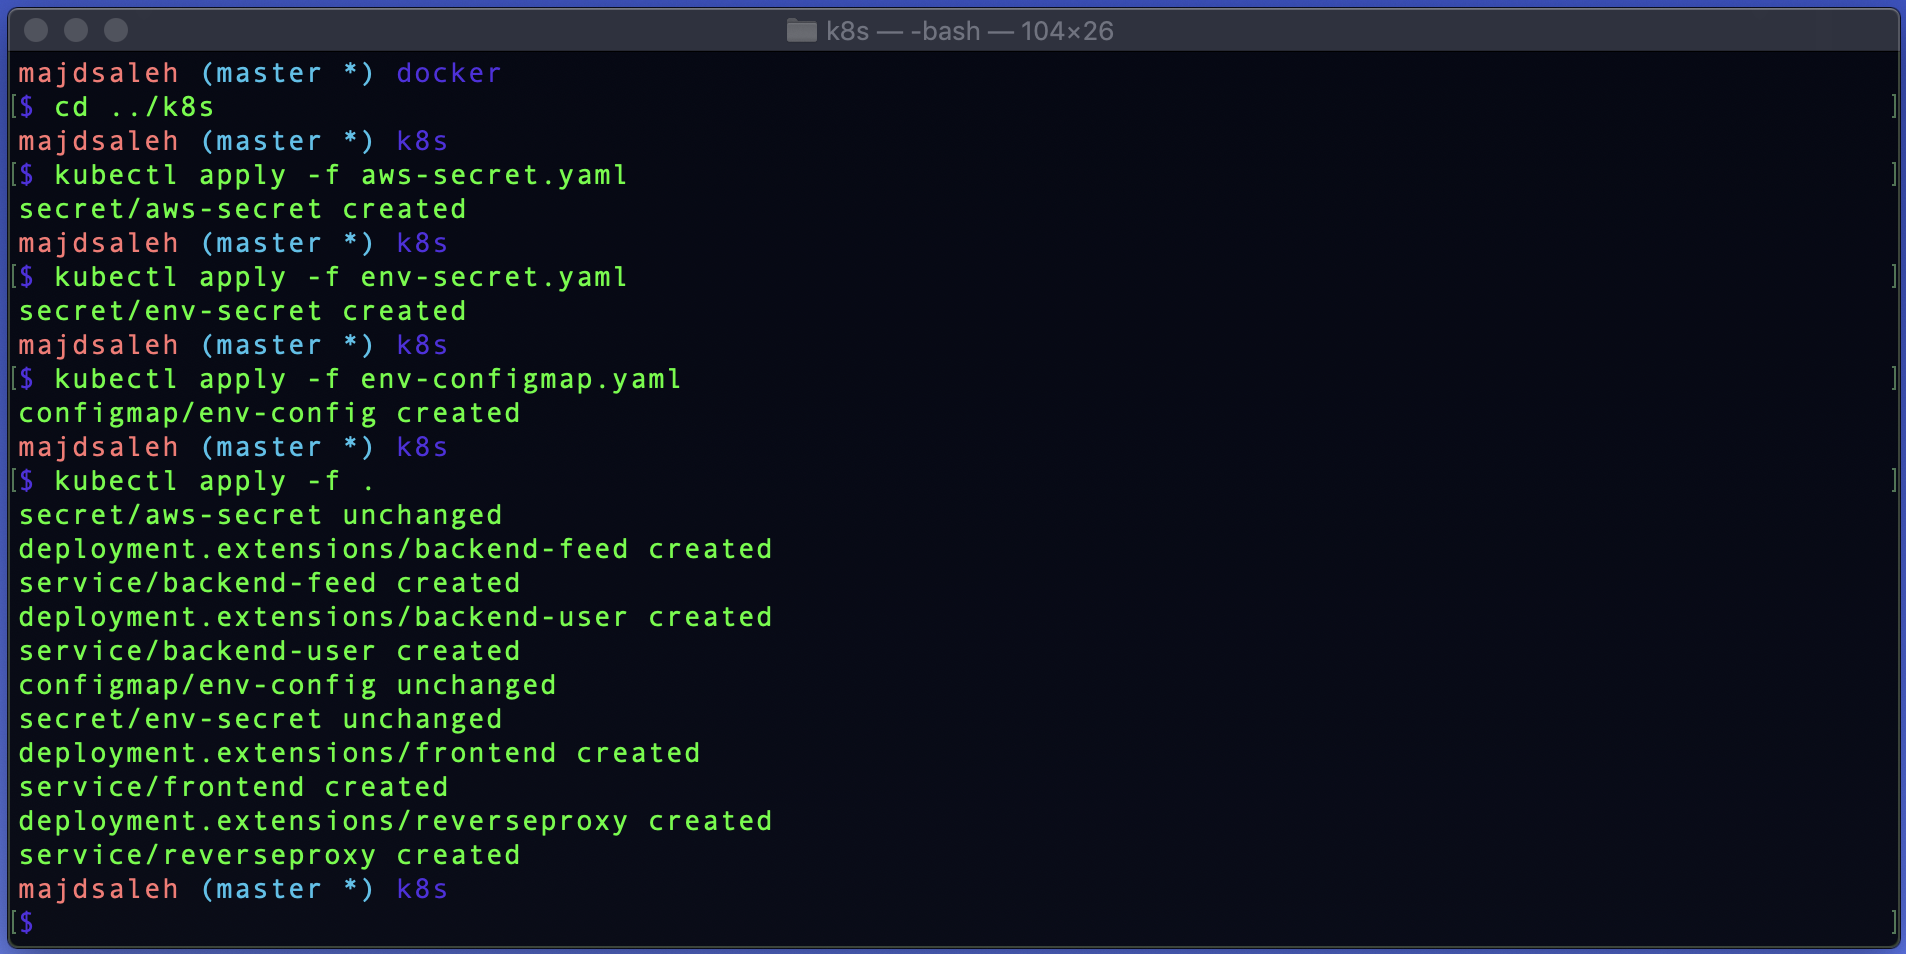 k8s — -bash — 104×26
majdsaleh (master *) docker
[$ cd ../k8s ]
majdsaleh (master *) k8s
[$ kubectl apply -f aws-secret.yaml ]
secret/aws-secret created
majdsaleh (master *) k8s
[$ kubectl apply -f env-secret.yaml ]
secret/env-secret created
majdsaleh (master *) k8s
[$ kubectl apply -f env-configmap.yaml ]
configmap/env-config created
majdsaleh (master *) k8s
[$ kubectl apply -f . ]
secret/aws-secret unchanged
deployment.extensions/backend-feed created
service/backend-feed created
deployment.extensions/backend-user created
service/backend-user created
configmap/env-config unchanged
secret/env-secret unchanged
deployment.extensions/frontend created
service/frontend created
deployment.extensions/reverseproxy created
service/reverseproxy created
majdsaleh (master *) k8s
[$ ]